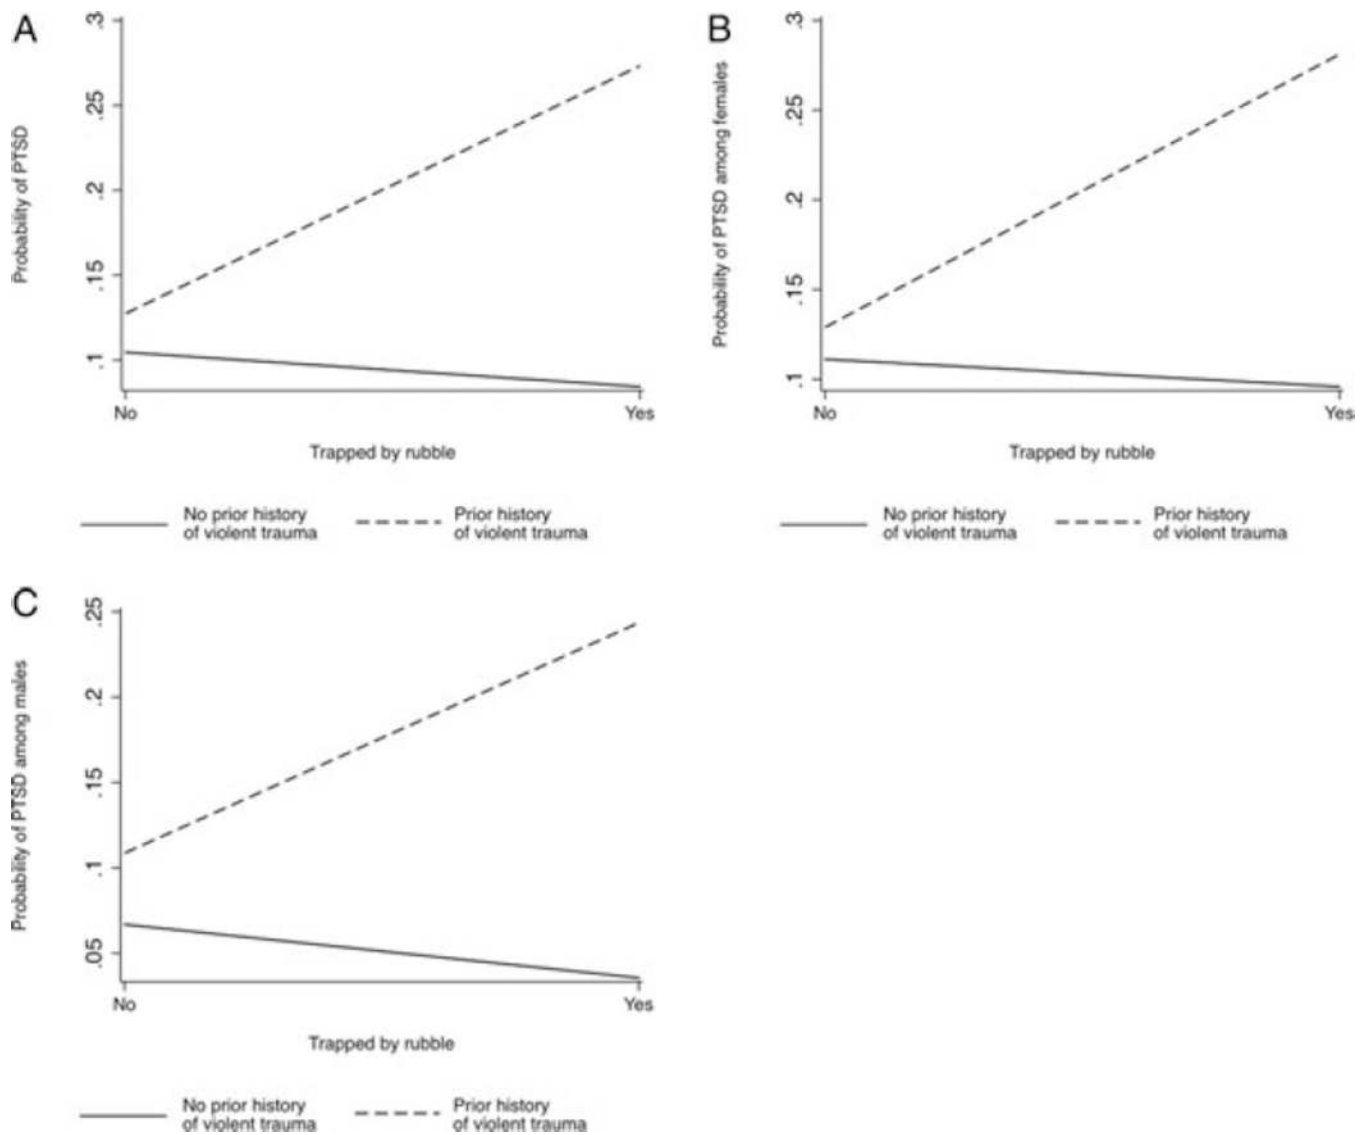 A
Probability of PTSD
.3
.25
.2
.15
.1
No
Yes
Trapped by rubble
No prior history
of violent trauma
Prior history
of violent trauma
B
Probability of PTSD among females
.3
.25
.2
.15
.1
No
Yes
Trapped by rubble
No prior history
of violent trauma
Prior history
of violent trauma
C
Probability of PTSD among males
.25
.2
.15
.1
.05
No
Yes
Trapped by rubble
No prior history
of violent trauma
Prior history
of violent trauma